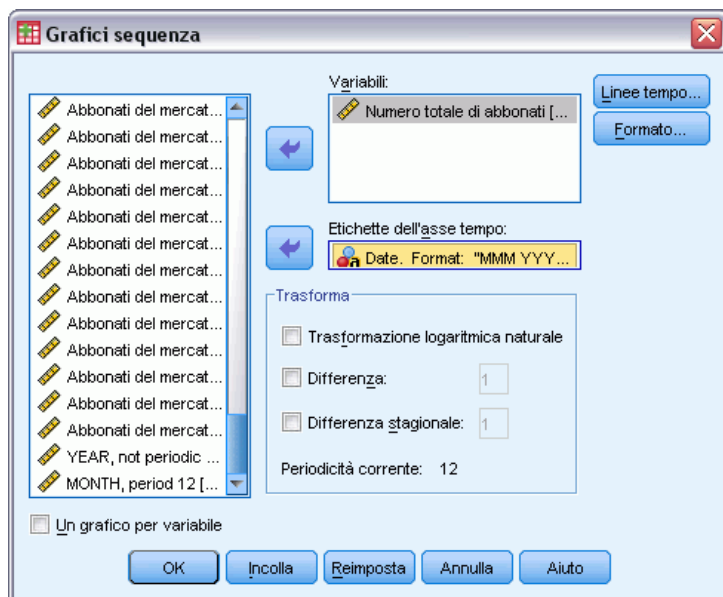 Grafici sequenza
Abbonati del mercat...
Abbonati del mercat...
Abbonati del mercat...
Abbonati del mercat...
Abbonati del mercat...
Abbonati del mercat...
Abbonati del mercat...
Abbonati del mercat...
Abbonati del mercat...
Abbonati del mercat...
Abbonati del mercat...
Abbonati del mercat...
Abbonati del mercat...
YEAR, not periodic ...
MONTH, period 12 [...
Un grafico per variabile
Variabili:
Numero totale di abbonati [...
Etichette dell'asse tempo:
Date. Format: "MMM YYY...
Trasforma
Trasformazione logaritmica naturale
Differenza: 1
Differenza stagionale: 1
Periodicità corrente: 12
Linee tempo...
Formato...
OK Incolla Reimposta Annulla Aiuto